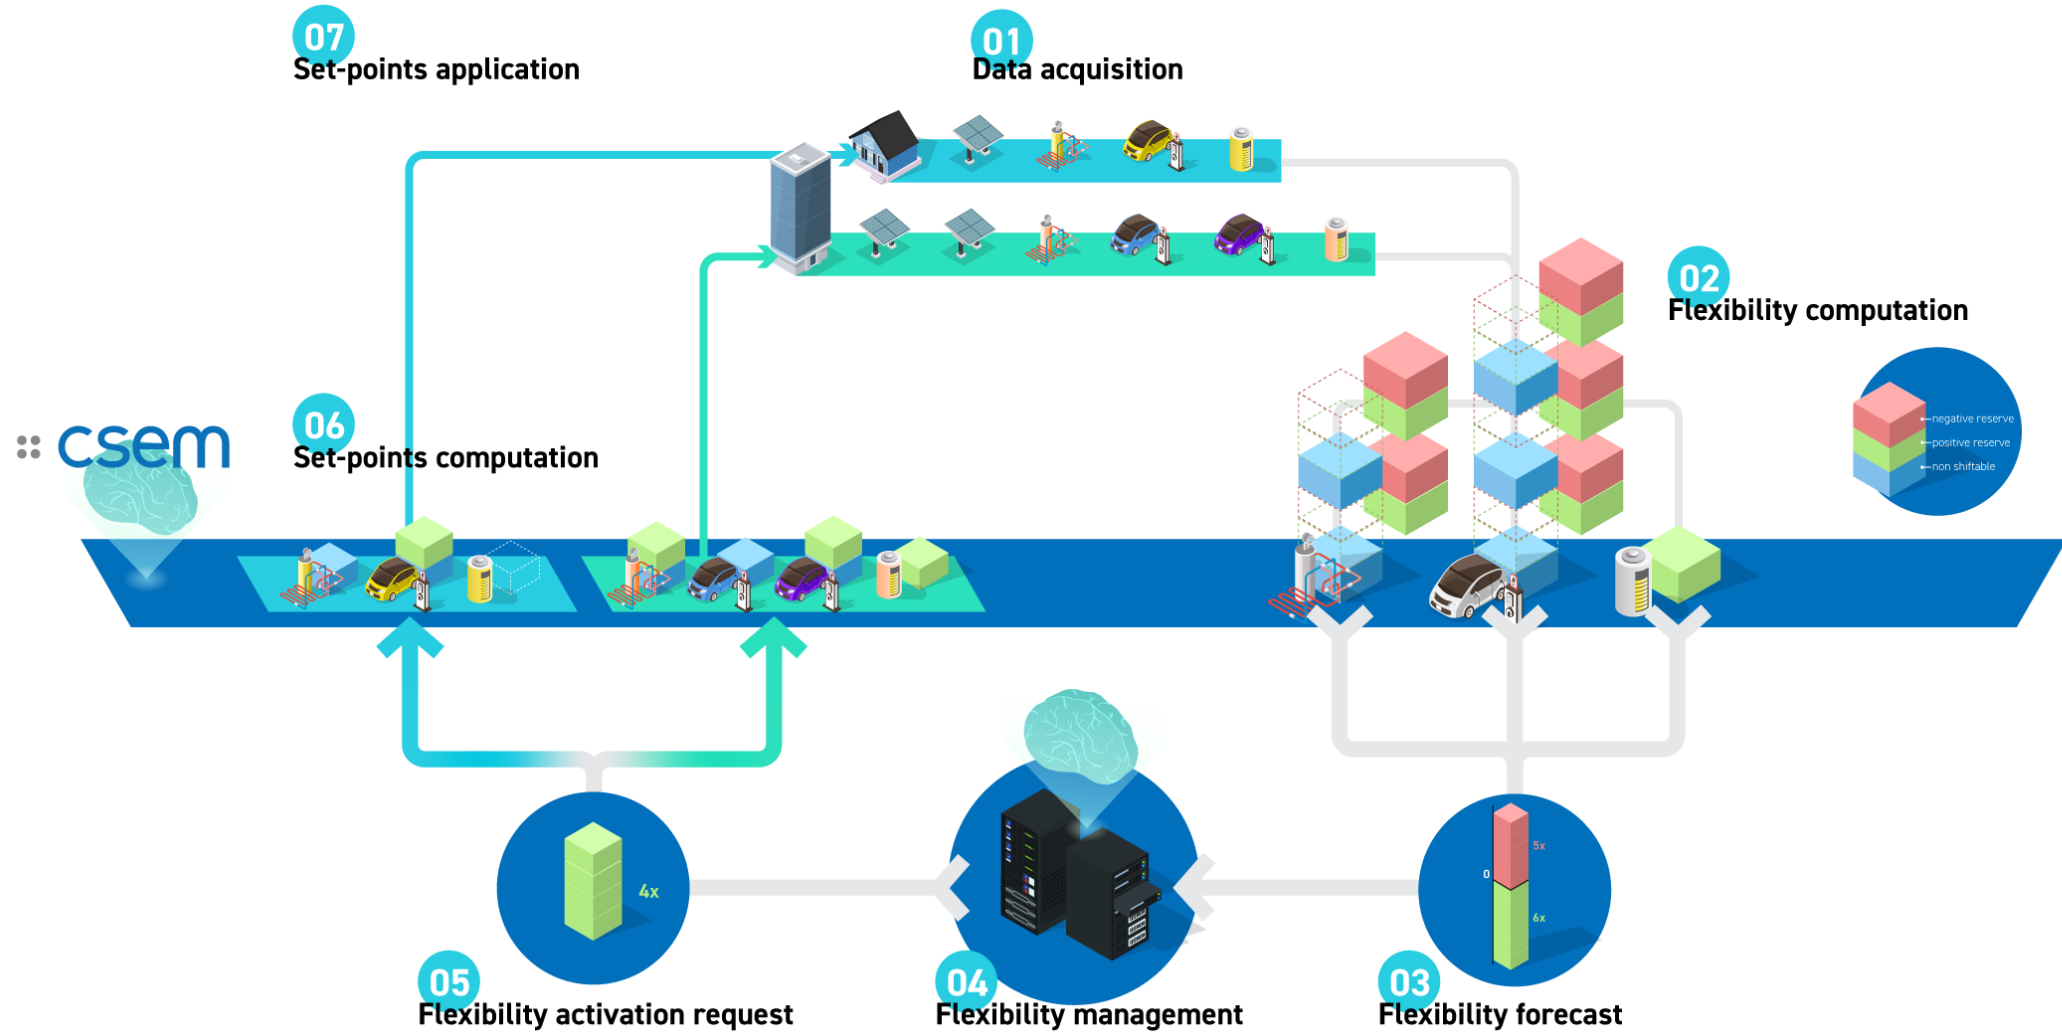 07
Set-points application
01
Data acquisition
02
Flexibility computation
negative reserve
positive reserve
non shiftable
csem
06
Set-points computation
5x
0
6x
4x
05
Flexibility activation request
04
Flexibility management
03
Flexibility forecast